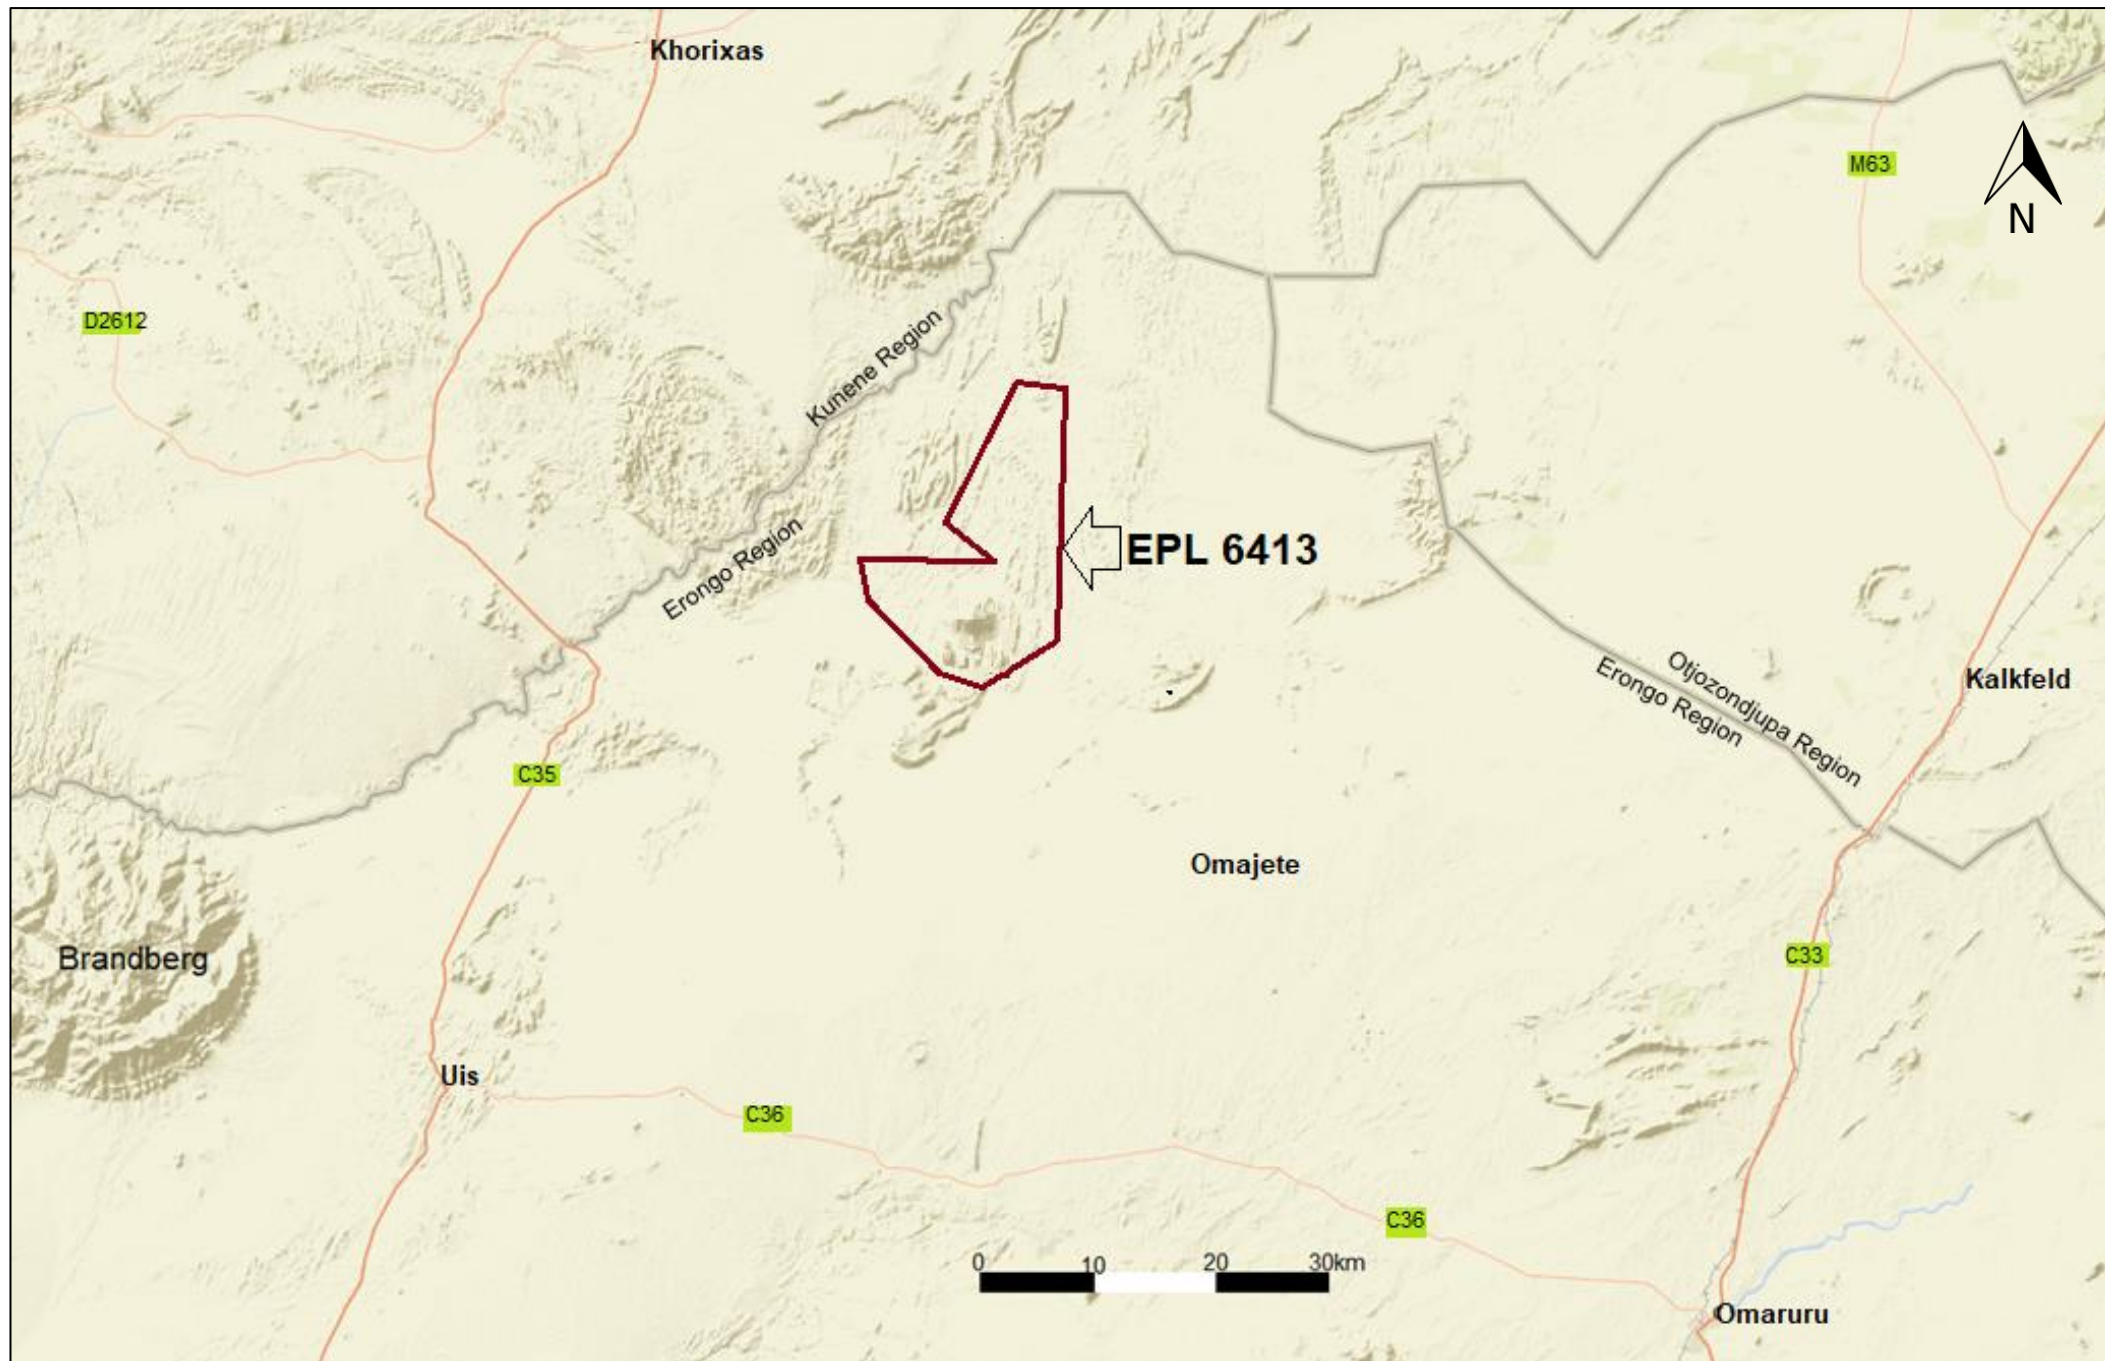 Khorixas
M63
N
D2612
Kunene Region
Erongo Region
EPL 6413
Otjozondjupa Region
Erongo Region
Kalkfeld
C35
Omajete
Brandberg
C33
Uis
C36
C36
0 10 20 30km
Omaruru